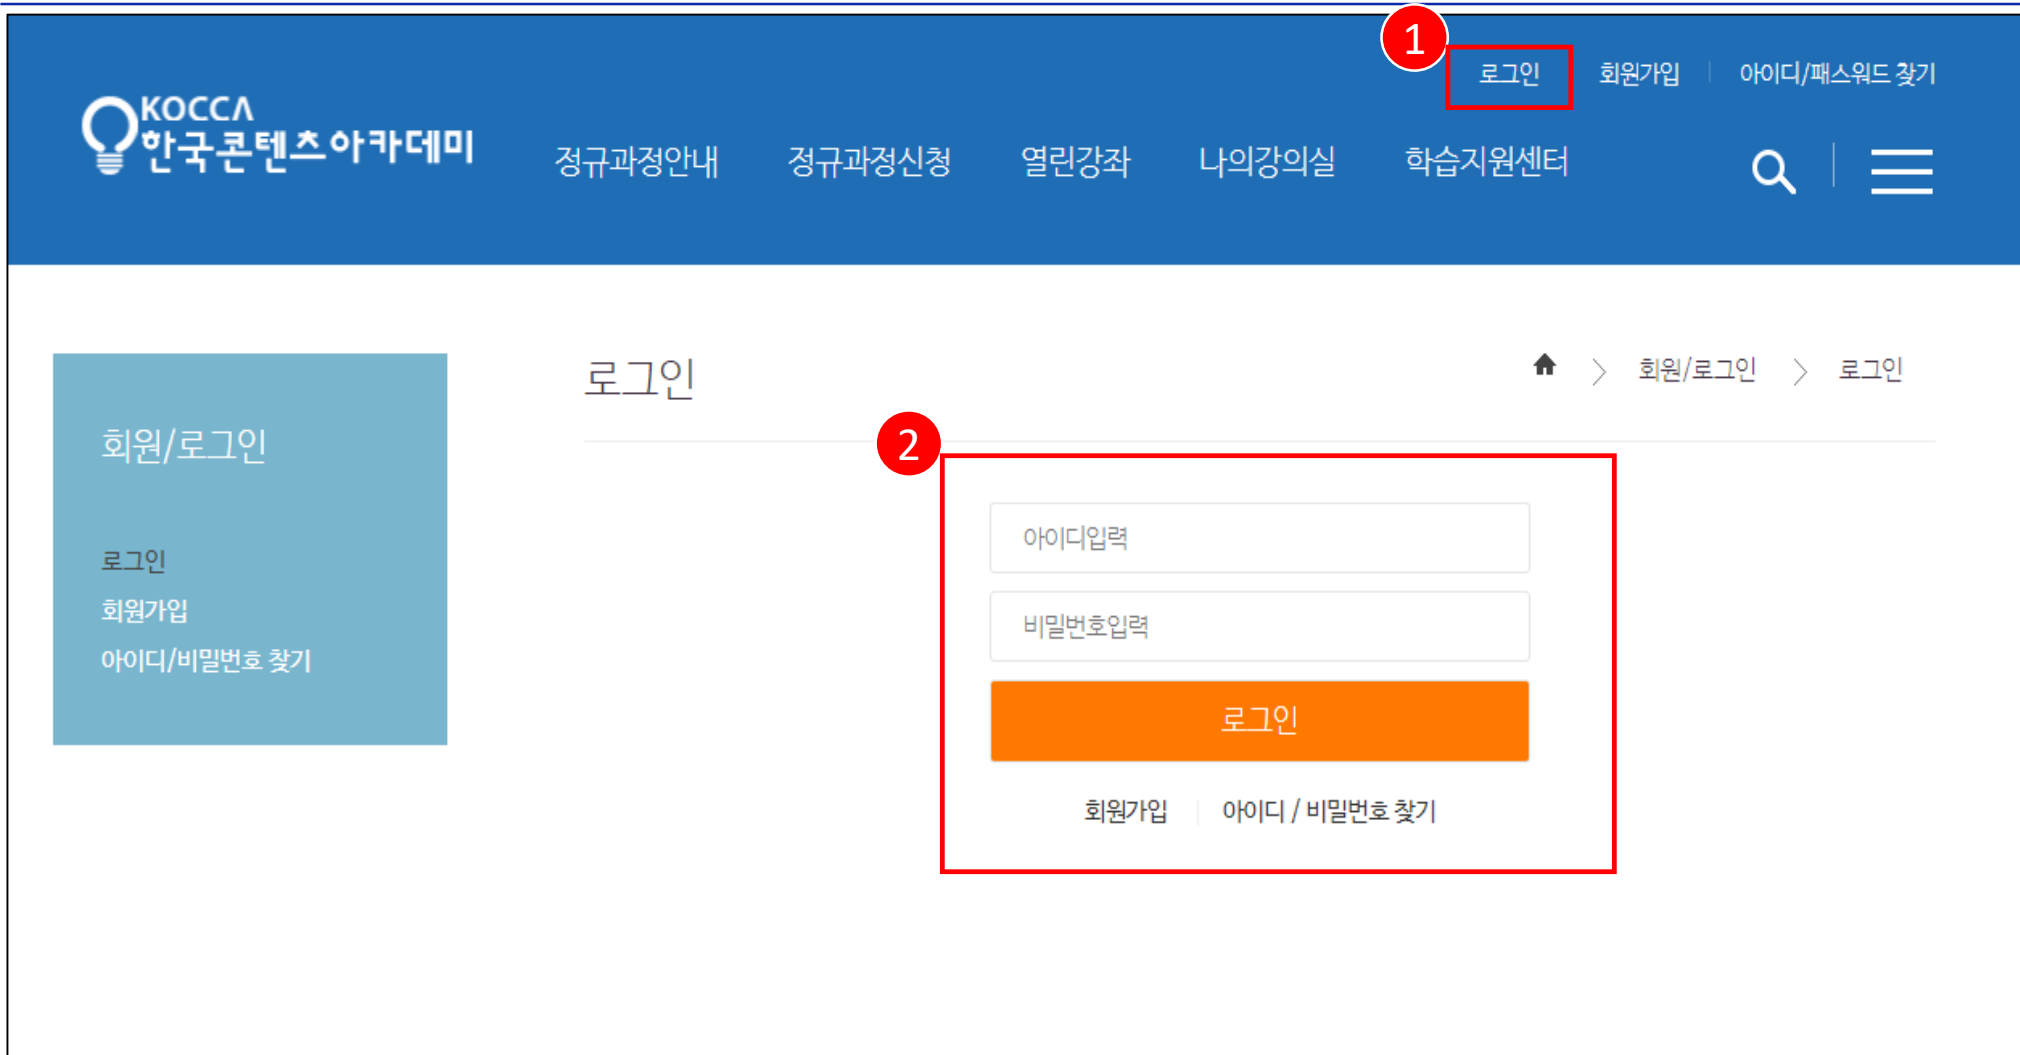 1
로그인 회원가입 아이디/패스워드 찾기
KOCCA
한국콘텐츠아카데미
정규과정안내 정규과정신청 열린강좌 나의강의실 학습지원센터
로그인
회원/로그인 로그인
회원/로그인
로그인
회원가입
아이디/비밀번호 찾기
2
아이디입력
비밀번호입력
로그인
회원가입 아이디 / 비밀번호 찾기